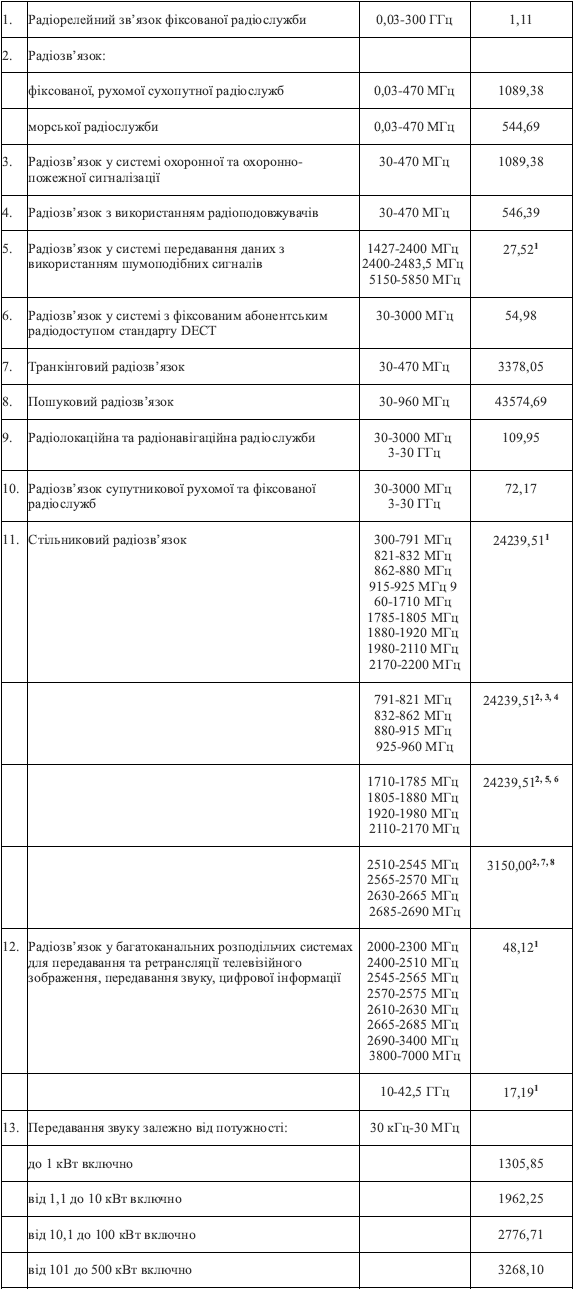 1. Радіорелейний зв’язок фіксованої радіослужби 0,03-300 ГГц 1,11
2. Радіозв’язок:
фіксованої, рухомої сухопутної радіослужб 0,03-470 МГц 1089,38
морської радіослужби 0,03-470 МГц 544,69
3. Радіозв’язок у системі охоронної та охоронно- 30-470 МГц 1089,38
пожежної сигналізації
4. Радіозв’язок з використанням радіоподовжувачів 30-470 МГц 546,39
5. Радіозв’язок у системі передавання даних з 1427-2400 МГц 27,52¹
використанням шумоподібних сигналів 2400-2483,5 МГц
5150-5850 МГц
6. Радіозв’язок у системі з фіксованим абонентським 30-3000 МГц 54,98
радіодоступом стандарту DECT
7. Транкінговий радіозв’язок 30-470 МГц 3378,05
8. Пошуковий радіозв’язок 30-960 МГц 43574,69
9. Радіолокаційна та радіонавігаційна радіослужби 30-3000 МГц 109,95
3-30 ГГц
10. Радіозв’язок супутникової рухомої та фіксованої 30-3000 МГц 72,17
радіослужб 3-30 ГГц
11. Стільниковий радіозв’язок 300-791 МГц 24239,51¹
821-832 МГц
862-880 МГц
915-925 МГц 9
60-1710 МГц
1785-1805 МГц
1880-1920 МГц
1980-2110 МГц
2170-2200 МГц
791-821 МГц 24239,51²˒ ³˒ ⁴
832-862 МГц
880-915 МГц
925-960 МГц
1710-1785 МГц 24239,51²˒ ⁵˒ ⁶
1805-1880 МГц
1920-1980 МГц
2110-2170 МГц
2510-2545 МГц 3150,00²˒ ⁷˒ ⁸
2565-2570 МГц
2630-2665 МГц
2685-2690 МГц
12. Радіозв’язок у багатоканальних розподільчих системах 2000-2300 МГц 48,12¹
для передавання та ретрансляції телевізійного 2400-2510 МГц
зображення, передавання звуку, цифрової інформації 2545-2565 МГц
2570-2575 МГц
2610-2630 МГц
2665-2685 МГц
2690-3400 МГц
3800-7000 МГц
10-42,5 ГГц 17,19¹
13. Передавання звуку залежно від потужності: 30 кГц-30 МГц
до 1 кВт включно 1305,85
від 1,1 до 10 кВт включно 1962,25
від 10,1 до 100 кВт включно 2776,71
від 101 до 500 кВт включно 3268,10